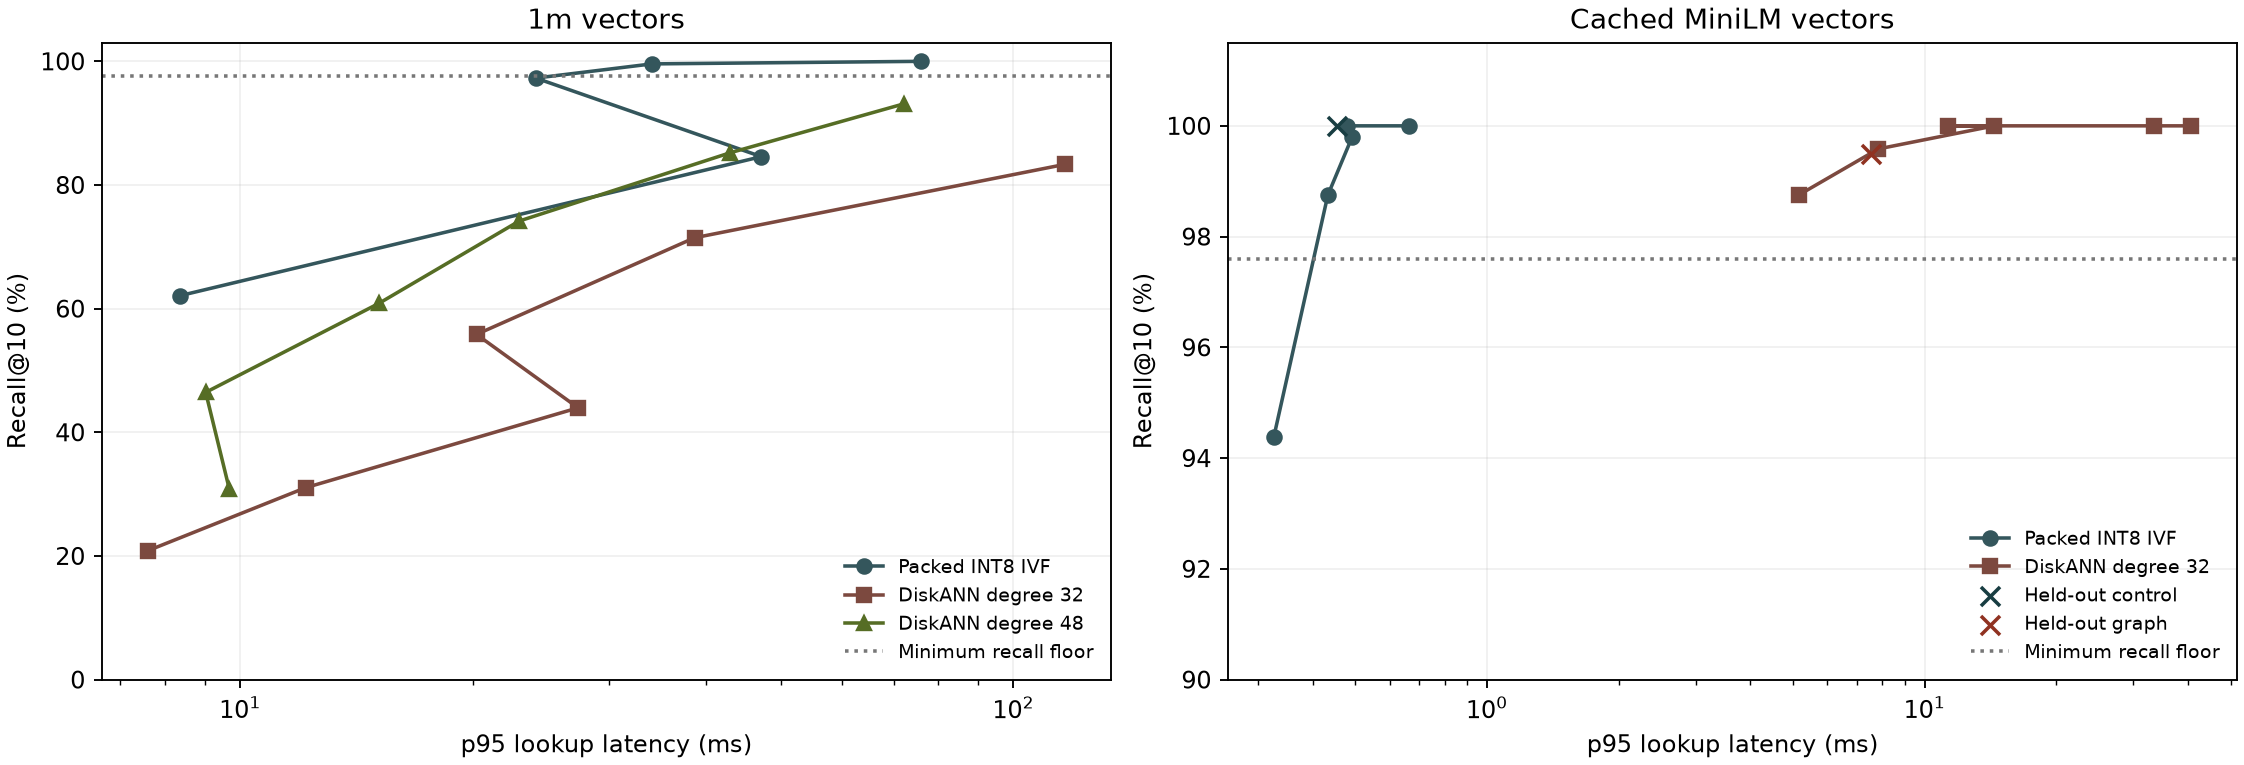 1m vectors
Recall@10 (%)
100
80
60
40
20
0
10¹
10²
p95 lookup latency (ms)
Packed INT8 IVF
DiskANN degree 32
DiskANN degree 48
Minimum recall floor
Cached MiniLM vectors
Recall@10 (%)
100
98
96
94
92
90
10⁰
10¹
p95 lookup latency (ms)
Packed INT8 IVF
DiskANN degree 32
Held-out control
Held-out graph
Minimum recall floor